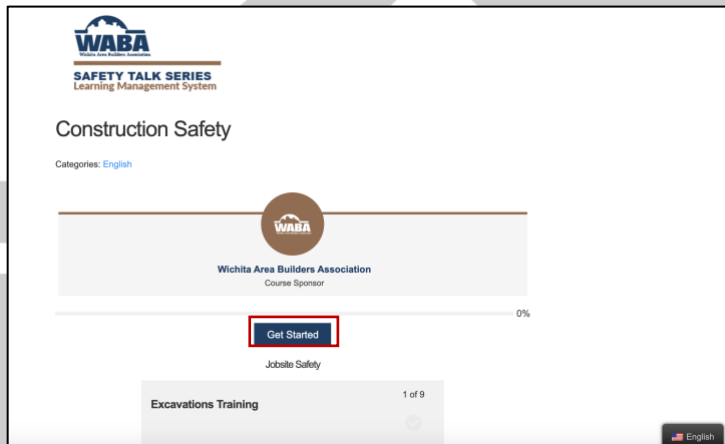 WABA
Wichita Area Builders Association
SAFETY TALK SERIES
Learning Management System
Construction Safety
Categories: English
WABA
Wichita Area Builders Association
Course Sponsor
0%
Get Started
Jobsite Safety
1 of 9
Excavations Training
English